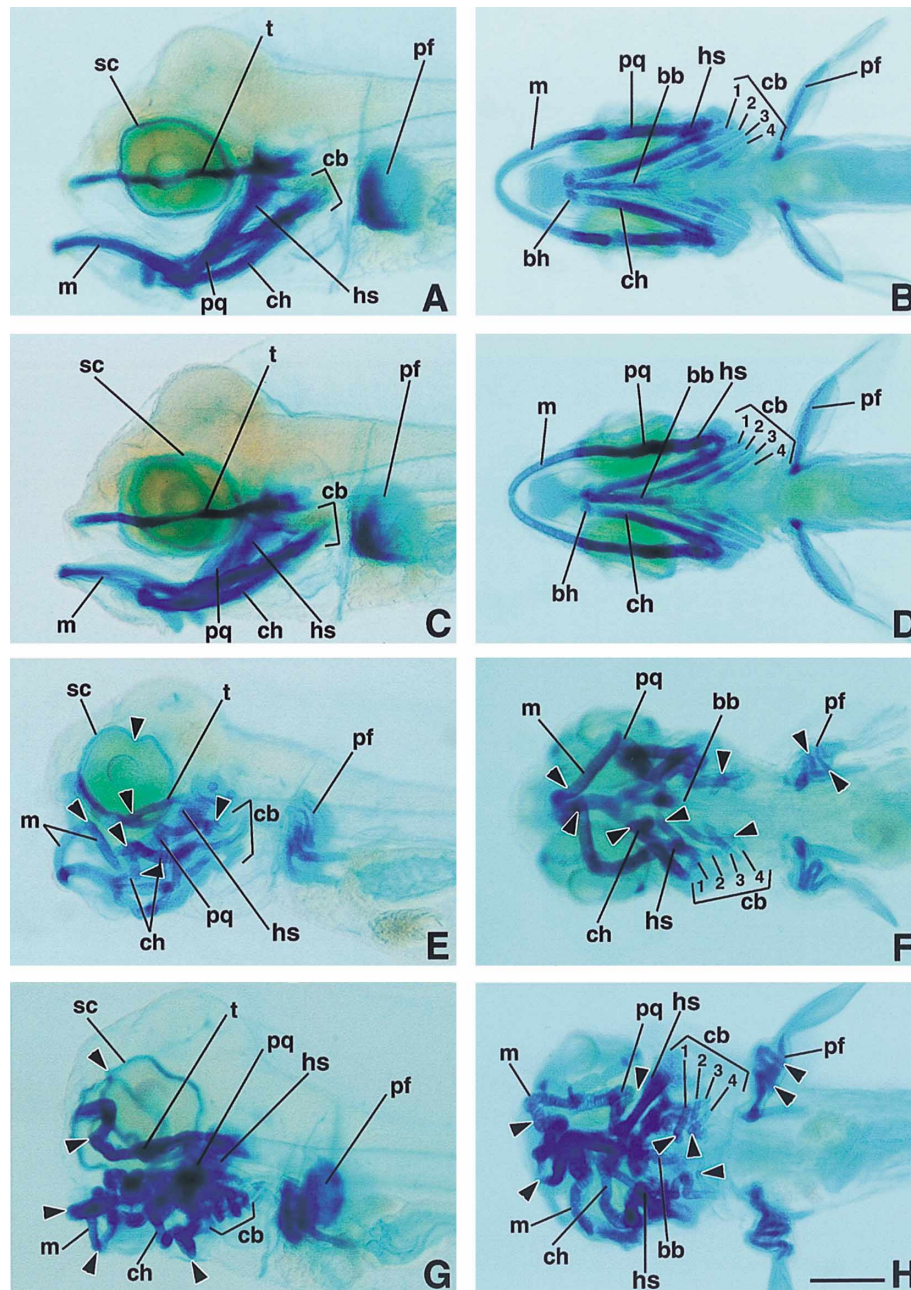 sc t pf
cb
m pq ch hs A
m pq bb hs cb pf
1 2 3 4
bh ch B
sc t pf
cb
m pq ch hs C
m pq bb hs cb pf
1 2 3 4
bh ch D
sc t pf
m cb
ch pq hs E
m pq bb pf
ch hs 1 2 3 4
cb F
sc t pq hs pf
m ch cb G
m pq hs cb pf
1 2 3 4
m ch hs bb H